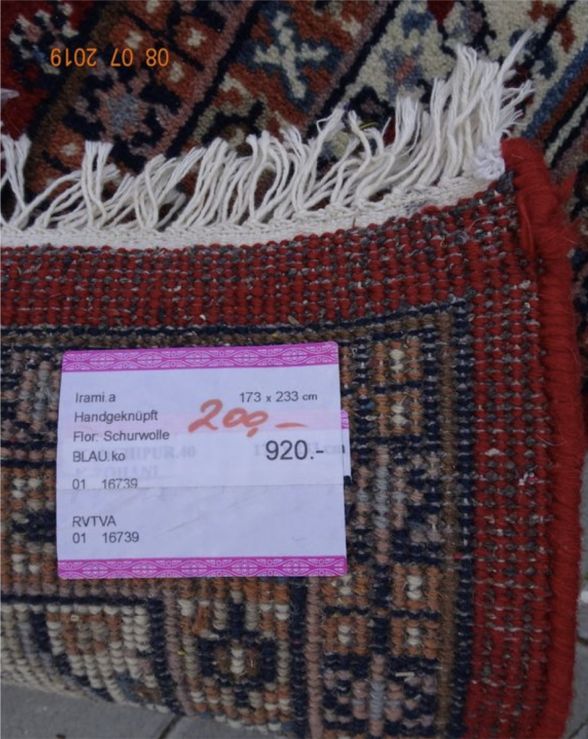 08 07 2019
Irami.a 173 x 233 cm
Handgeknüpft 200,-
Flor: Schurwolle
BLAU.ko 920.- cm
01 16739
RVTVA
01 16739